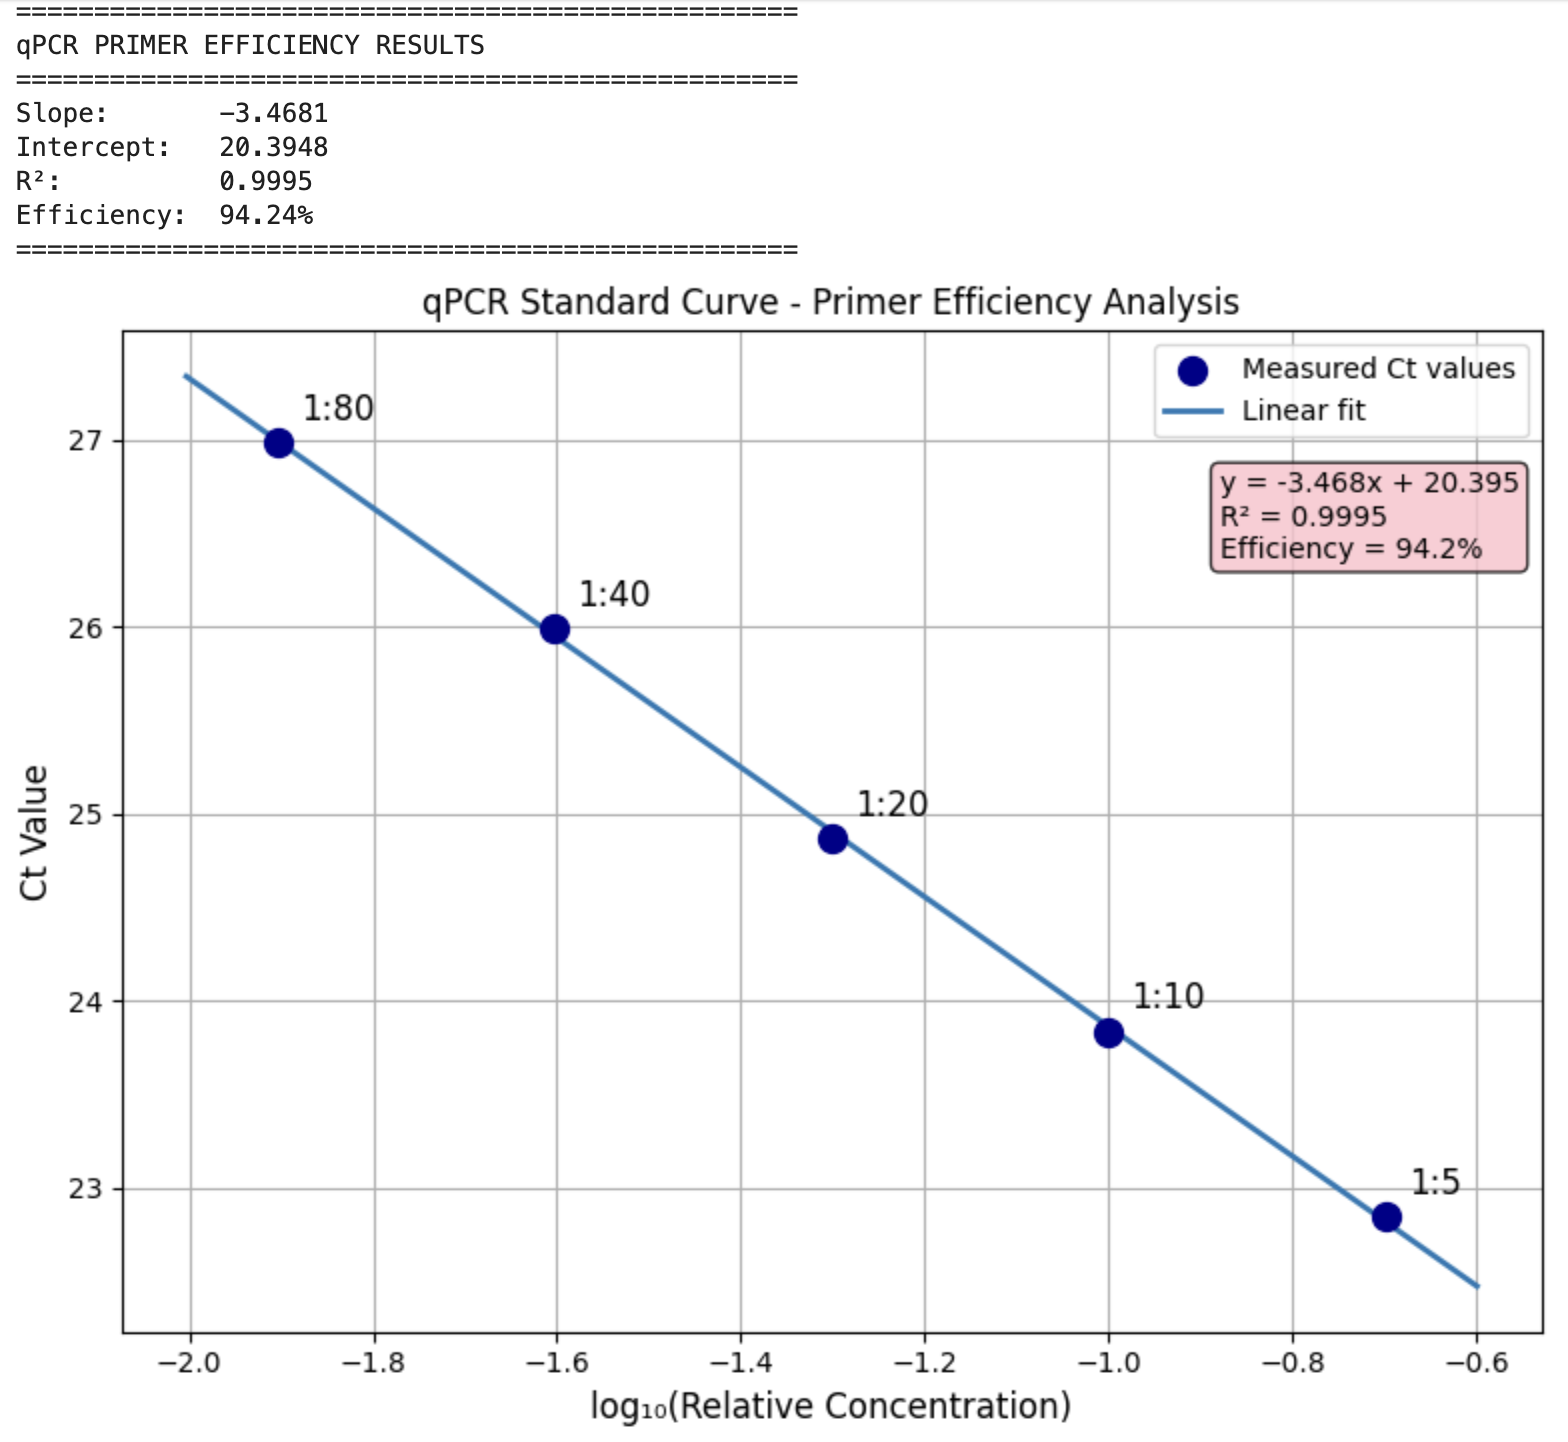 ==================================================
qPCR PRIMER EFFICIENCY RESULTS
==================================================
Slope: −3.4681
Intercept: 20.3948
R²: 0.9995
Efficiency: 94.24%
==================================================
qPCR Standard Curve - Primer Efficiency Analysis
Measured Ct values
Linear fit
y = -3.468x + 20.395
R² = 0.9995
Efficiency = 94.2%
1:80
1:40
1:20
1:10
1:5
27
26
25
24
23
Ct Value
−2.0 −1.8 −1.6 −1.4 −1.2 −1.0 −0.8 −0.6
log₁₀(Relative Concentration)